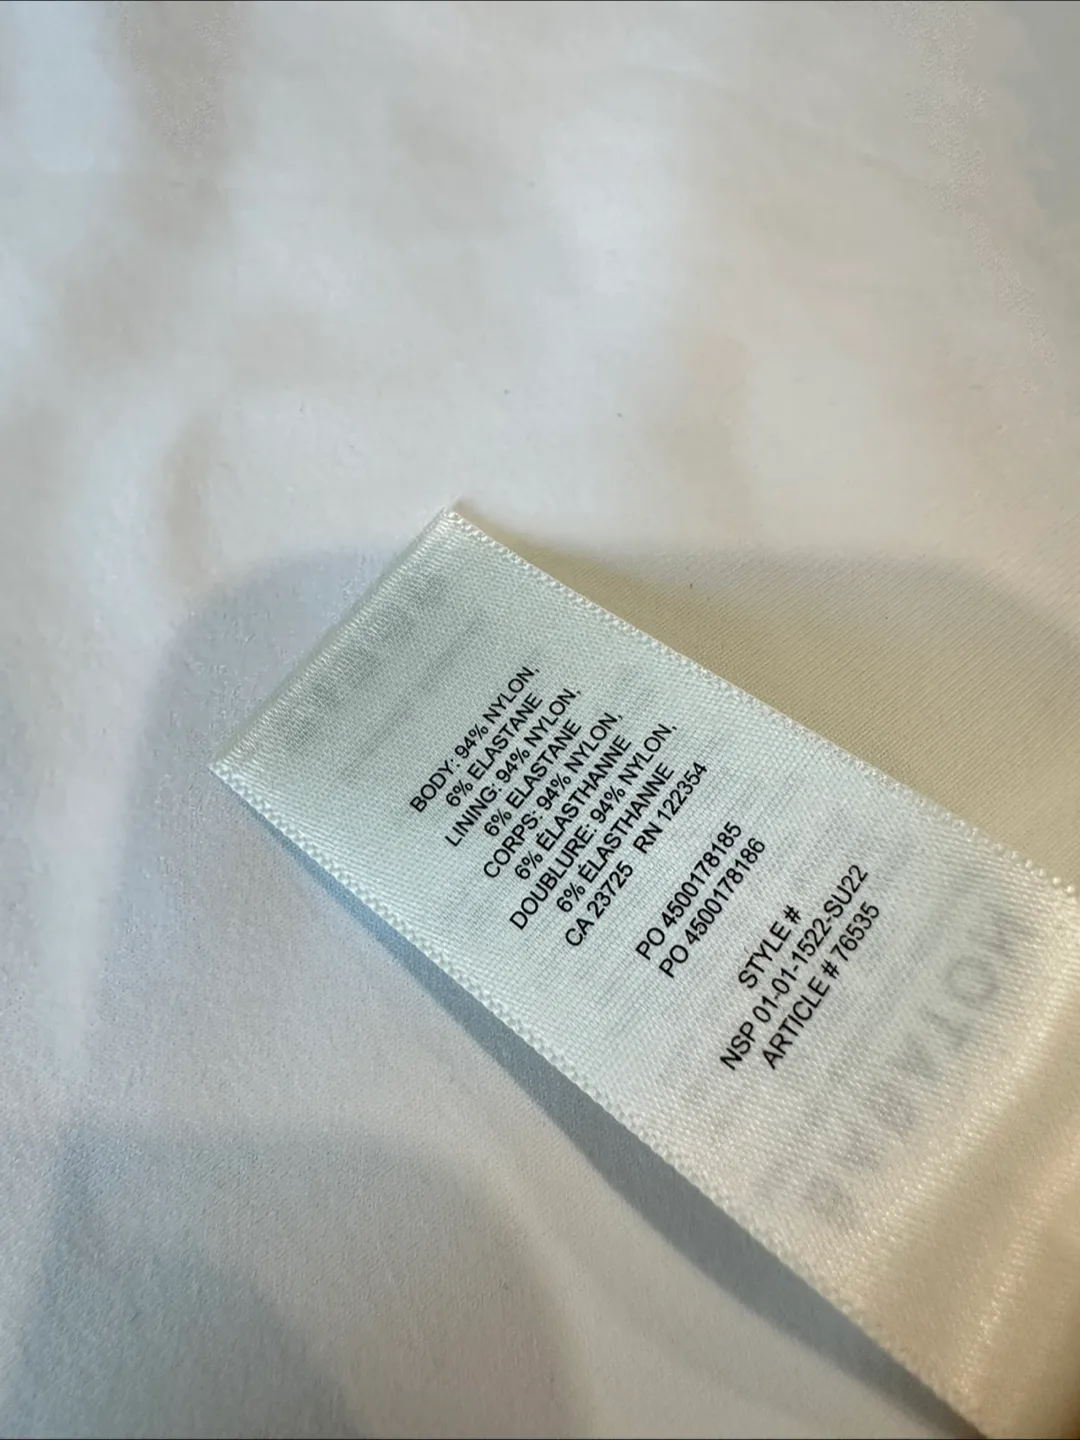 BODY: 94% NYLON,
6% ELASTANE
LINING: 94% NYLON,
6% ELASTANE
CORPS: 94% NYLON,
6% ÉLASTHANNE
DOUBLURE: 94% NYLON,
6% ÉLASTHANNE
CA 23725 RN 122354
PO 4500178185
PO 4500178186
STYLE #
NSP 01-01-1522-SU22
ARTICLE # 76535